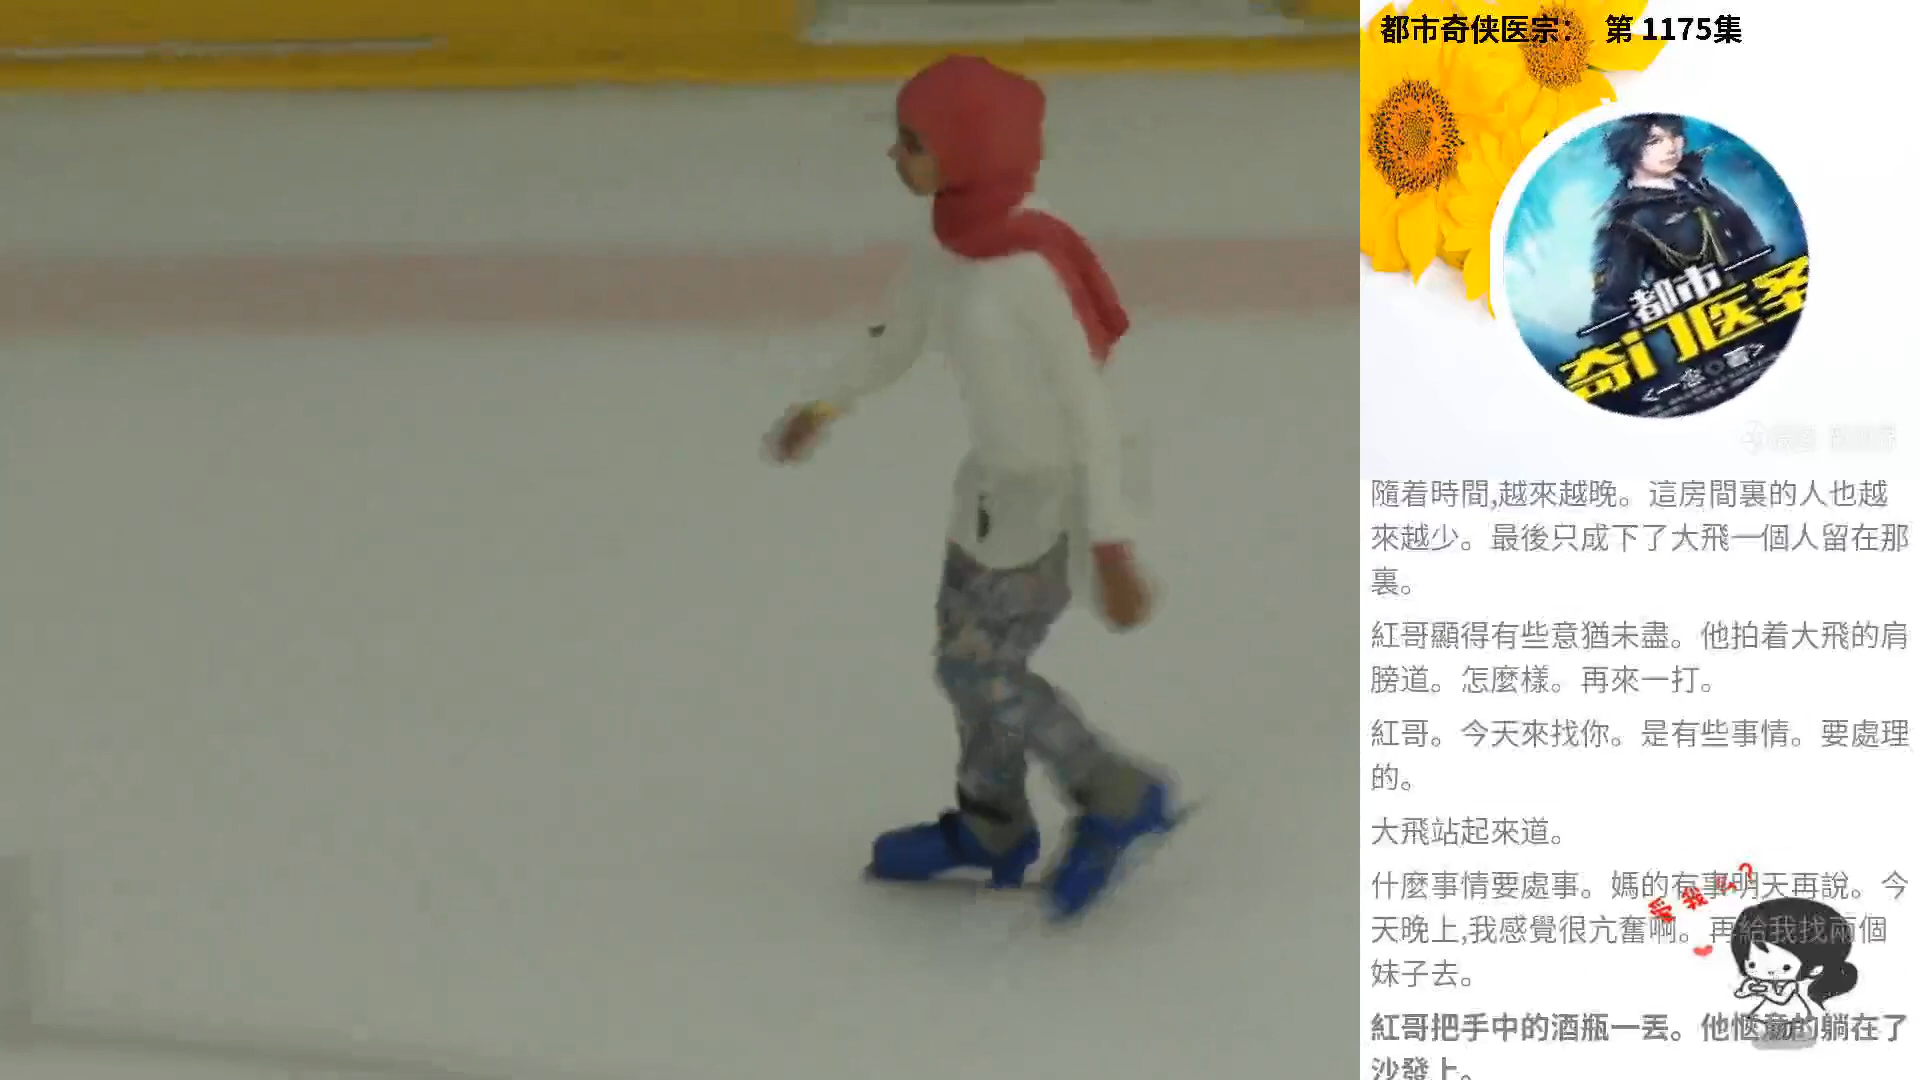 都市奇侠医宗： 第 1175集
都市
奇门医圣
<一念○著>
隨着時間,越來越晚。這房間裏的人也越
來越少。最後只成下了大飛一個人留在那
裏。
紅哥顯得有些意猶未盡。他拍着大飛的肩
膀道。怎麼樣。再來一打。
紅哥。今天來找你。是有些事情。要處理
的。
大飛站起來道。
什麼事情要處事。媽的有事明天再說。今
天晚上,我感覺很亢奮啊。再給我找兩個
妹子去。
愛我么?
紅哥把手中的酒瓶一丟。他愜意的躺在了
沙發上。